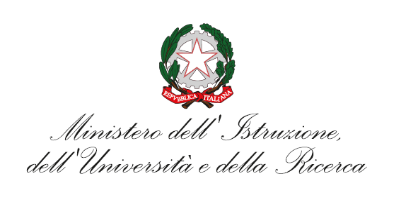 REPVBBLICA ITALIANA
Ministero dell'Istruzione,
dell'Università e della Ricerca